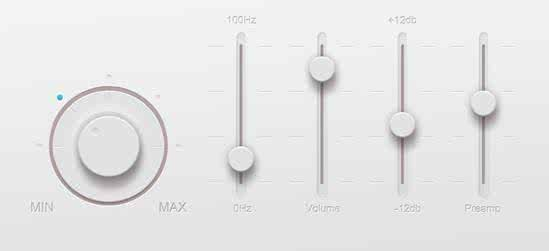 100Hz
+12db
MIN
MAX
0Hz
Volume
-12db
Preamp